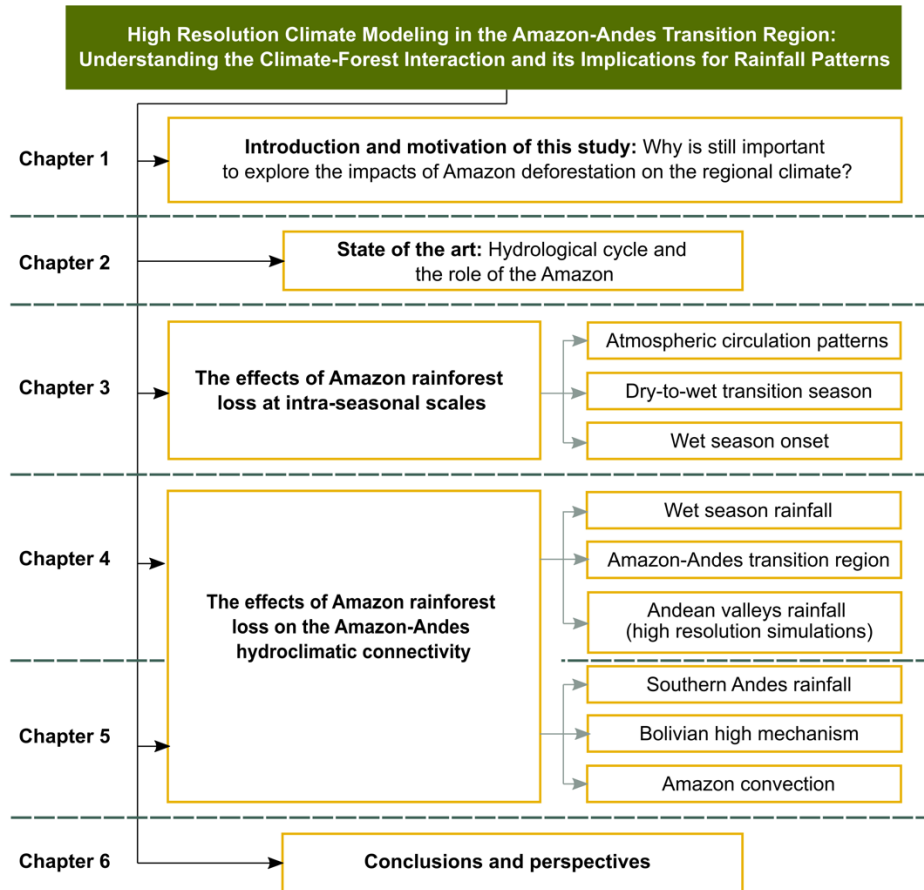 High Resolution Climate Modeling in the Amazon-Andes Transition Region:
Understanding the Climate-Forest Interaction and its Implications for Rainfall Patterns
Chapter 1
Introduction and motivation of this study: Why is still important
to explore the impacts of Amazon deforestation on the regional climate?
Chapter 2
State of the art: Hydrological cycle and
the role of the Amazon
Chapter 3
The effects of Amazon rainforest
loss at intra-seasonal scales
Atmospheric circulation patterns
Dry-to-wet transition season
Wet season onset
Chapter 4
The effects of Amazon rainforest
loss on the Amazon-Andes
hydroclimatic connectivity
Wet season rainfall
Amazon-Andes transition region
Andean valleys rainfall
(high resolution simulations)
Chapter 5
Southern Andes rainfall
Bolivian high mechanism
Amazon convection
Chapter 6
Conclusions and perspectives